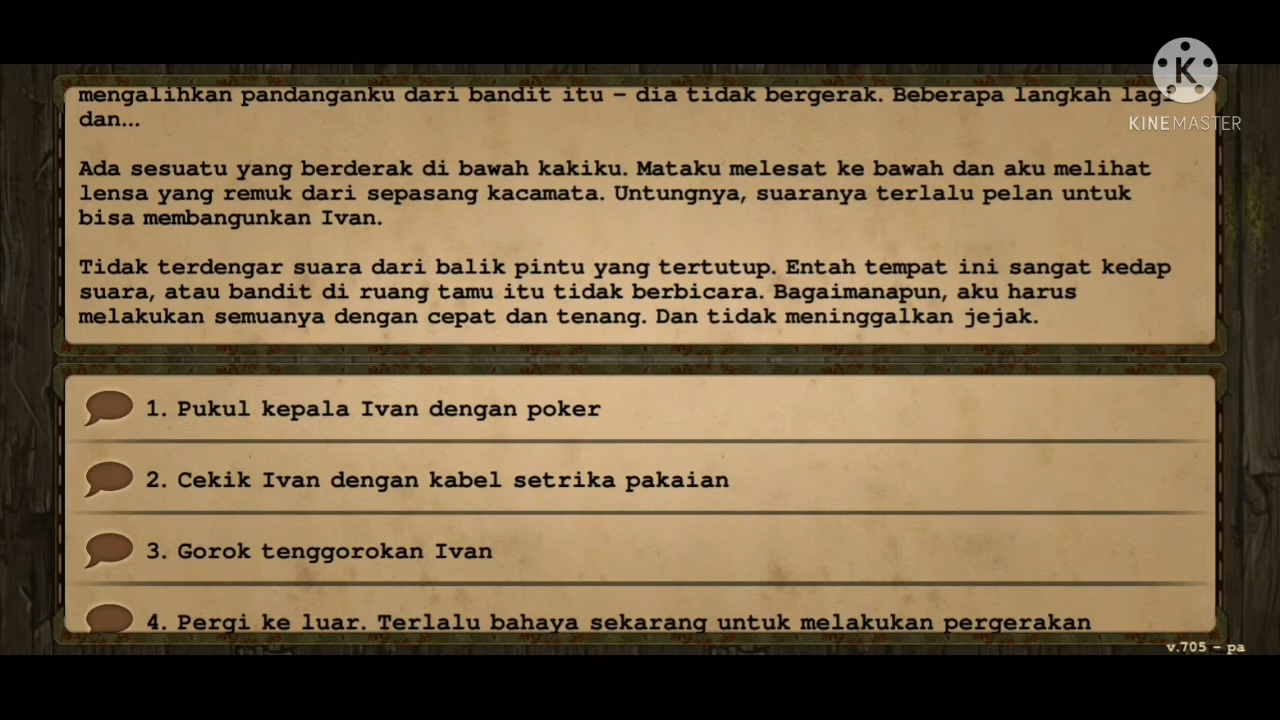 mengalihkan pandanganku dari bandit itu – dia tidak bergerak. Beberapa langkah lagi
dan...
Ada sesuatu yang berderak di bawah kakiku. Mataku melesat ke bawah dan aku melihat
lensa yang remuk dari sepasang kacamata. Untungnya, suaranya terlalu pelan untuk
bisa membangunkan Ivan.
Tidak terdengar suara dari balik pintu yang tertutup. Entah tempat ini sangat kedap
suara, atau bandit di ruang tamu itu tidak berbicara. Bagaimanapun, aku harus
melakukan semuanya dengan cepat dan tenang. Dan tidak meninggalkan jejak.
1. Pukul kepala Ivan dengan poker
2. Cekik Ivan dengan kabel setrika pakaian
3. Gorok tenggorokan Ivan
4. Pergi ke luar. Terlalu bahaya sekarang untuk melakukan pergerakan
v.705 – pa
K
KINEMASTER